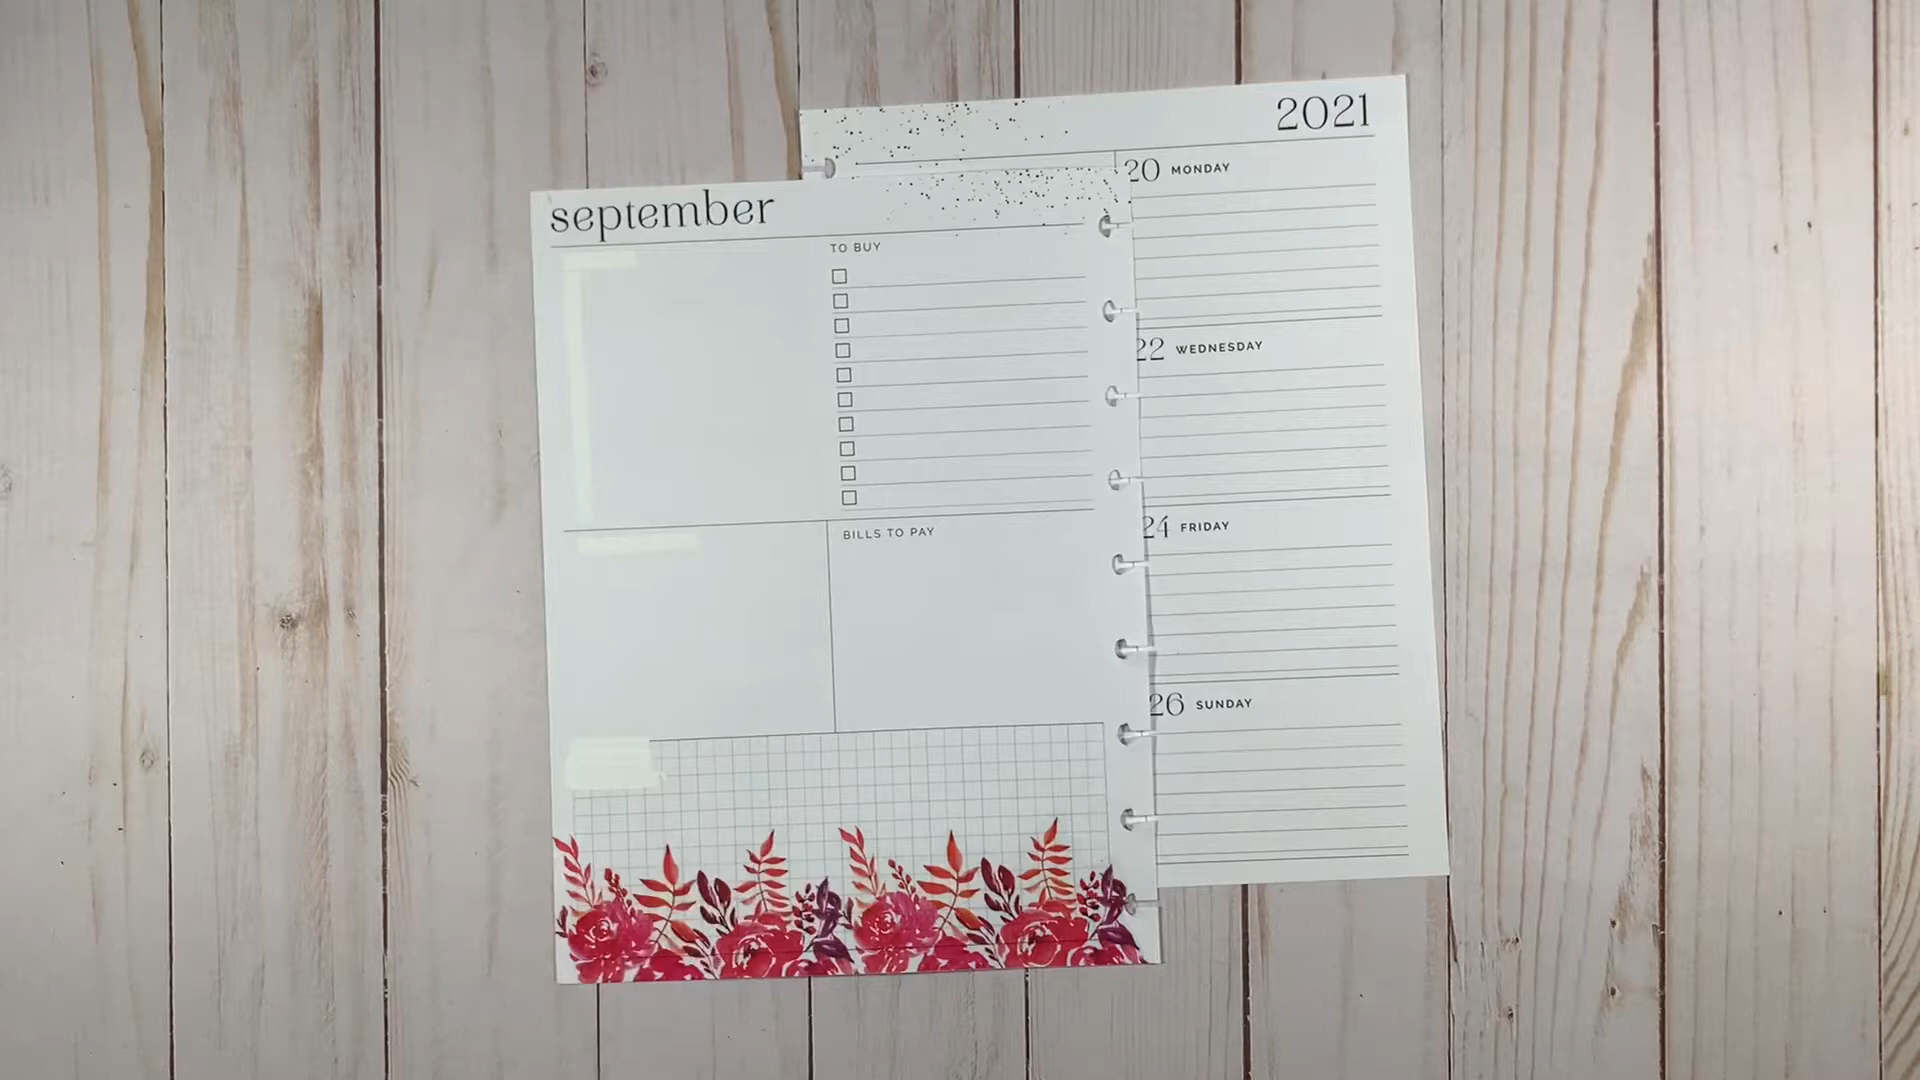 september
TO BUY
BILLS TO PAY
2021
20 MONDAY
22 WEDNESDAY
24 FRIDAY
26 SUNDAY